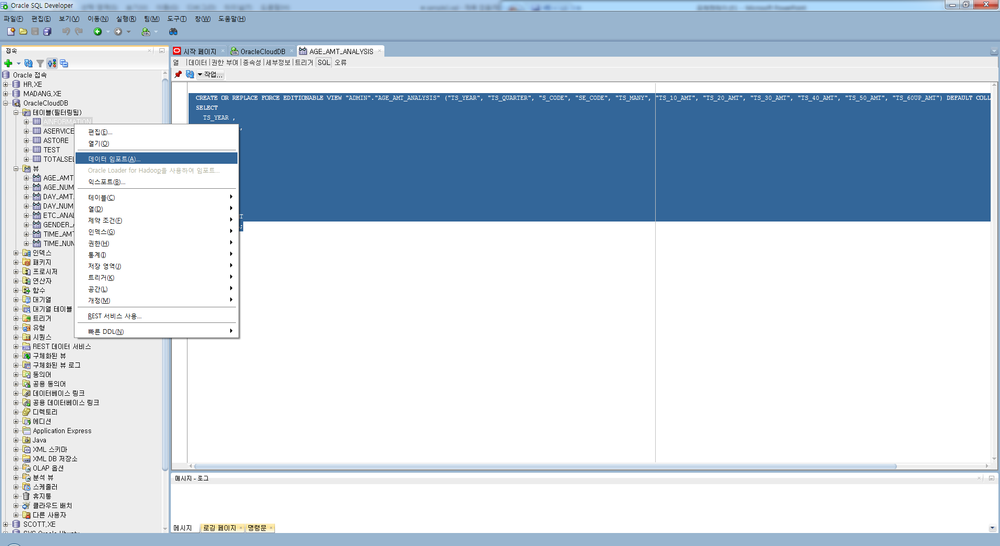 Oracle SQL Developer
파일(F) 편집(E) 보기(V) 이동(N) 실행(R) 팀(M) 도구(T) 창(W) 도움말(H)
접속
Oracle 접속
HR,XE
MADANG,XE
OracleCloudDB
테이블(필터링됨)
AINFORMATION
ASERVICE
ASTORE
TEST
TOTALSEL
뷰
AGE_AMT
AGE_NUM
DAY_AMT_
DAY_NUM
ETC_ANAL
GENDER_A
TIME_AMT
TIME_NUM
인덱스
패키지
프로시저
연산자
함수
대기열
대기열 테이블
트리거
유형
시퀀스
REST 데이터 서비스
구체화된 뷰
구체화된 뷰 로그
동의어
공용 동의어
데이터베이스 링크
공용 데이터베이스 링크
디렉토리
에디션
Application Express
Java
XML 스키마
XML DB 저장소
OLAP 옵션
분석 뷰
스케줄러
휴지통
클라우드 배치
다른 사용자
SCOTT,XE
편집(E)...
열기(O)
데이터 임포트(A)...
Oracle Loader for Hadoop을 사용하여 임포트...
익스포트(B)...
테이블(C)
열(D)
제약 조건(F)
인덱스(G)
권한(H)
통계(I)
저장 영역(J)
트리거(K)
공간(L)
개정(M)
REST 서비스 사용...
빠른 DDL(N)
시작 페이지 OracleCloudDB AGE_AMT_ANALYSIS
열 |데이터|권한 부여|종속성|세부정보|트리거 SQL 오류
작업...
CREATE OR REPLACE FORCE EDITIONABLE VIEW "ADMIN"."AGE_AMT_ANALYSIS" ("TS_YEAR", "TS_QUARTER", "S_CODE", "SE_CODE", "TS_MANY", "TS_10_AMT", "TS_20_AMT", "TS_30_AMT", "TS_40_AMT", "TS_50_AMT", "TS_60UP_AMT") DEFAULT COLL
SELECT
TS_YEAR ,
,
;
메시지 - 로그
메시지 로깅 페이지 명령문